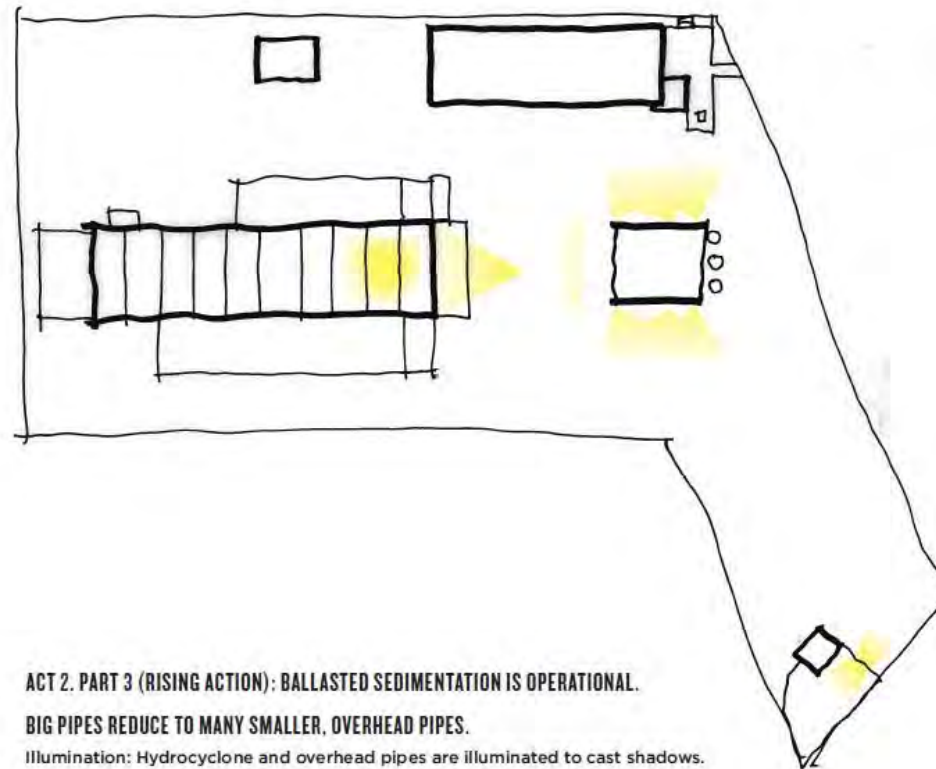 ACT 2. PART 3 (RISING ACTION): BALLASTED SEDIMENTATION IS OPERATIONAL.
BIG PIPES REDUCE TO MANY SMALLER, OVERHEAD PIPES.
Illumination: Hydrocyclone and overhead pipes are illuminated to cast shadows.